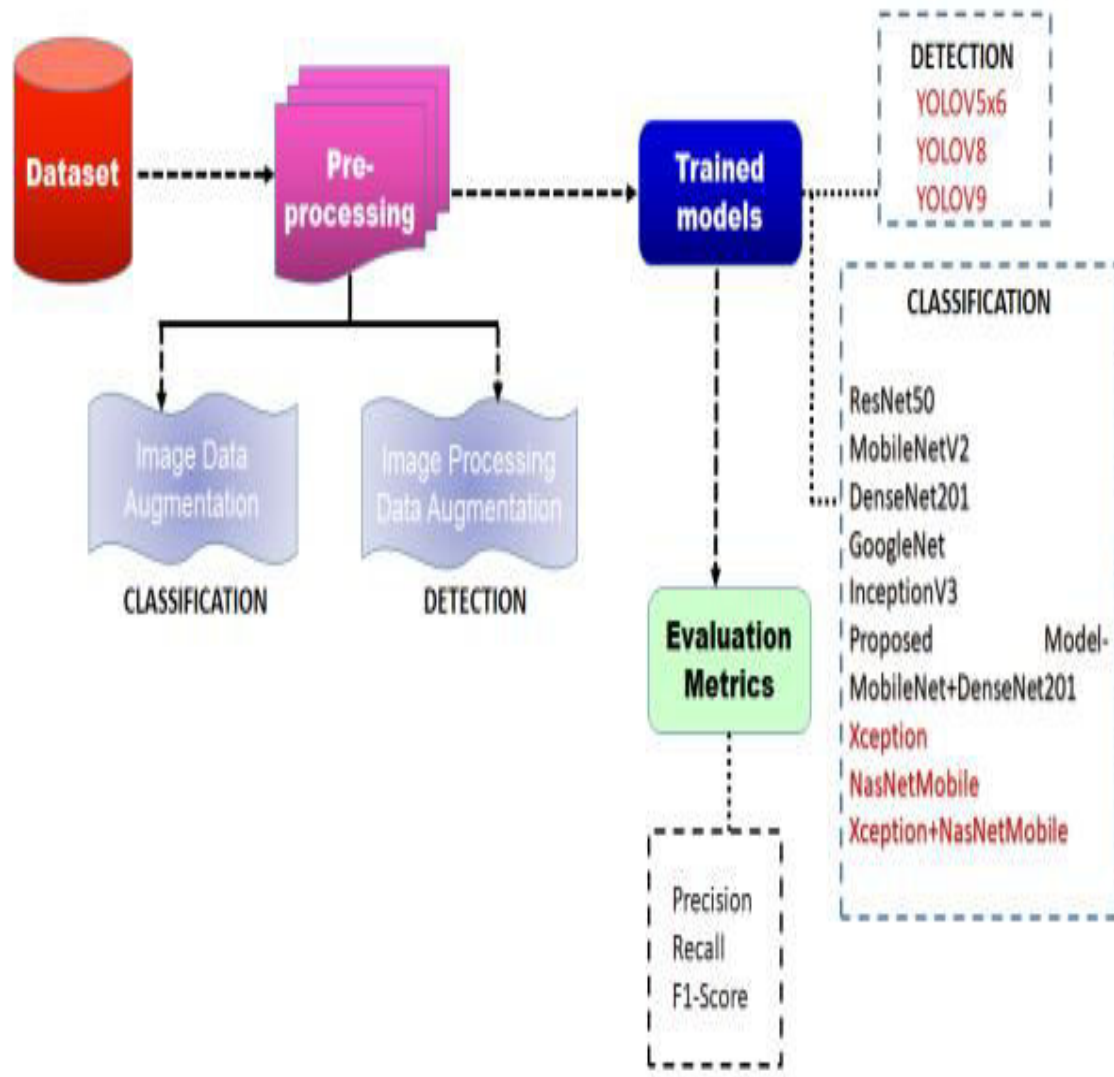 Dataset
Pre-
processing
Trained
models
DETECTION
YOLOV5x6
YOLOV8
YOLOV9
CLASSIFICATION
ResNet50
MobileNetV2
DenseNet201
GoogleNet
InceptionV3
Proposed Model-
MobileNet+DenseNet201
Xception
NasNetMobile
Xception+NasNetMobile
Image Data
Augmentation
CLASSIFICATION
Image Processing
Data Augmentation
DETECTION
Evaluation
Metrics
Precision
Recall
F1-Score